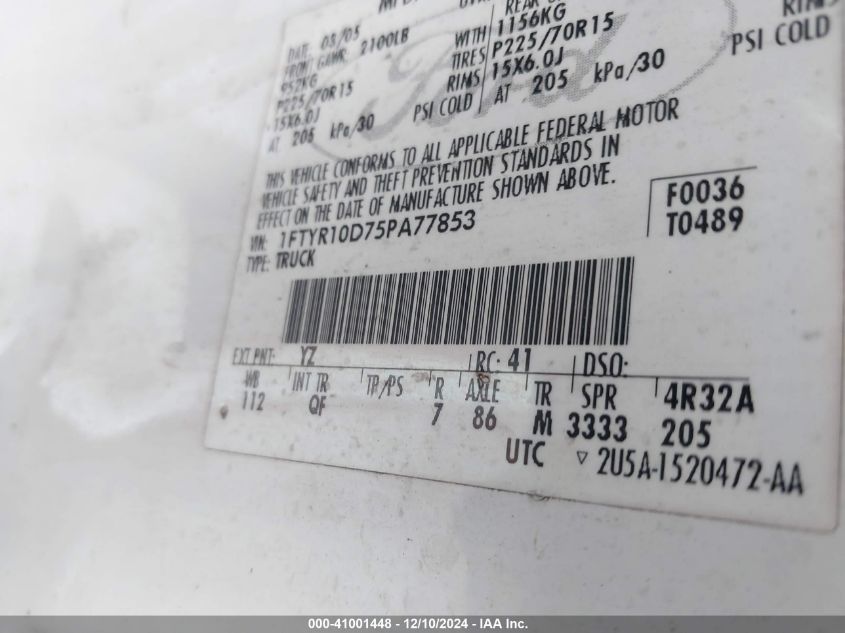 DATE: 03/05
FRONT GAWR: 2100LB
952KG
P225/70R15
15X6.0J
AT 205 kPa/30 PSI COLD
1156KG
WITH
TIRES P225/70R15
RIMS 15X6.0J
AT 205 kPa/30 PSI COLD
THIS VEHICLE CONFORMS TO ALL APPLICABLE FEDERAL MOTOR
VEHICLE SAFETY AND THEFT PREVENTION STANDARDS IN
EFFECT ON THE DATE OF MANUFACTURE SHOWN ABOVE.
VIN: 1FTYR10D75PA77853
TYPE: TRUCK
F0036
T0489
EXT PNT: YZ RC: 41 DSO:
WB INT TR TP/PS R AXLE TR SPR 4R32A
112 QF 7 86 M 3333 205
UTC ▽ 2U5A-1520472-AA
000-41001448 - 12/10/2024 - IAA Inc.